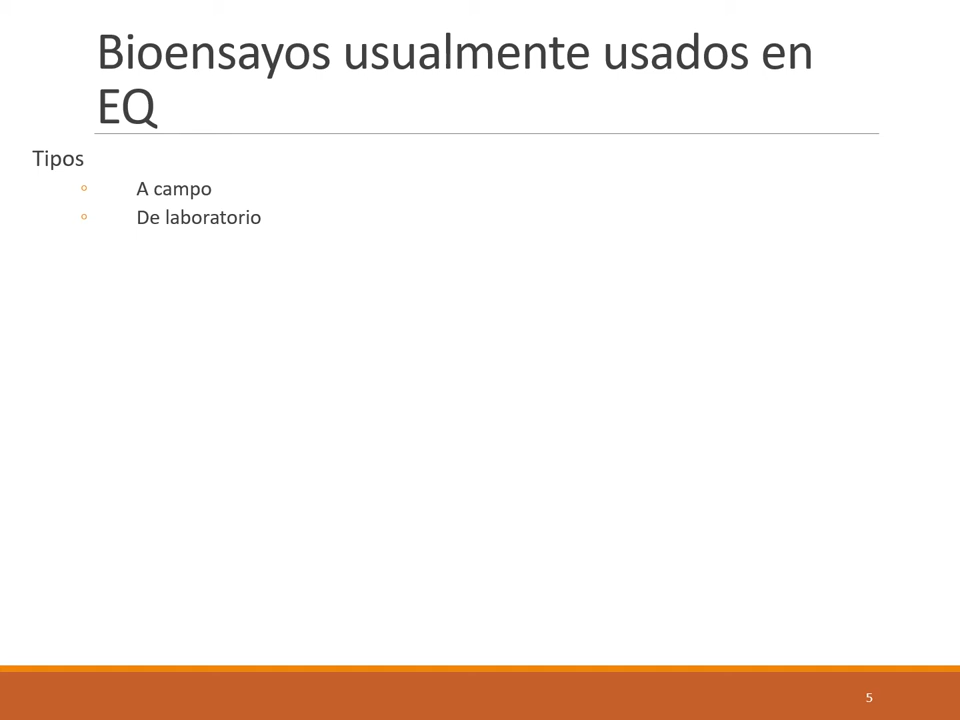 Bioensayos usualmente usados en
EQ
Tipos
◦ A campo
◦ De laboratorio
5